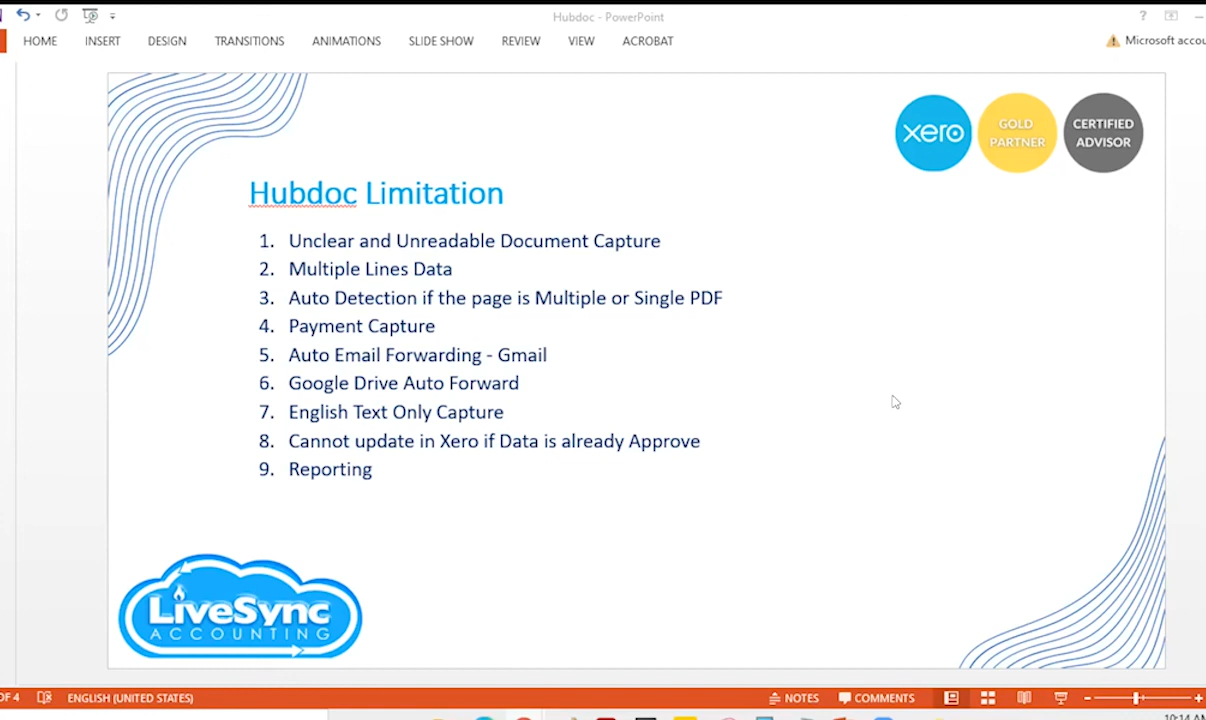 Hubdoc - PowerPoint
?
HOME INSERT DESIGN TRANSITIONS ANIMATIONS SLIDE SHOW REVIEW VIEW ACROBAT
Microsoft accou
xero
GOLD PARTNER
CERTIFIED ADVISOR
Hubdoc Limitation
1. Unclear and Unreadable Document Capture
2. Multiple Lines Data
3. Auto Detection if the page is Multiple or Single PDF
4. Payment Capture
5. Auto Email Forwarding - Gmail
6. Google Drive Auto Forward
7. English Text Only Capture
8. Cannot update in Xero if Data is already Approve
9. Reporting
LiveSync
ACCOUNTING
OF 4 ENGLISH (UNITED STATES) NOTES COMMENTS
10:14 AM